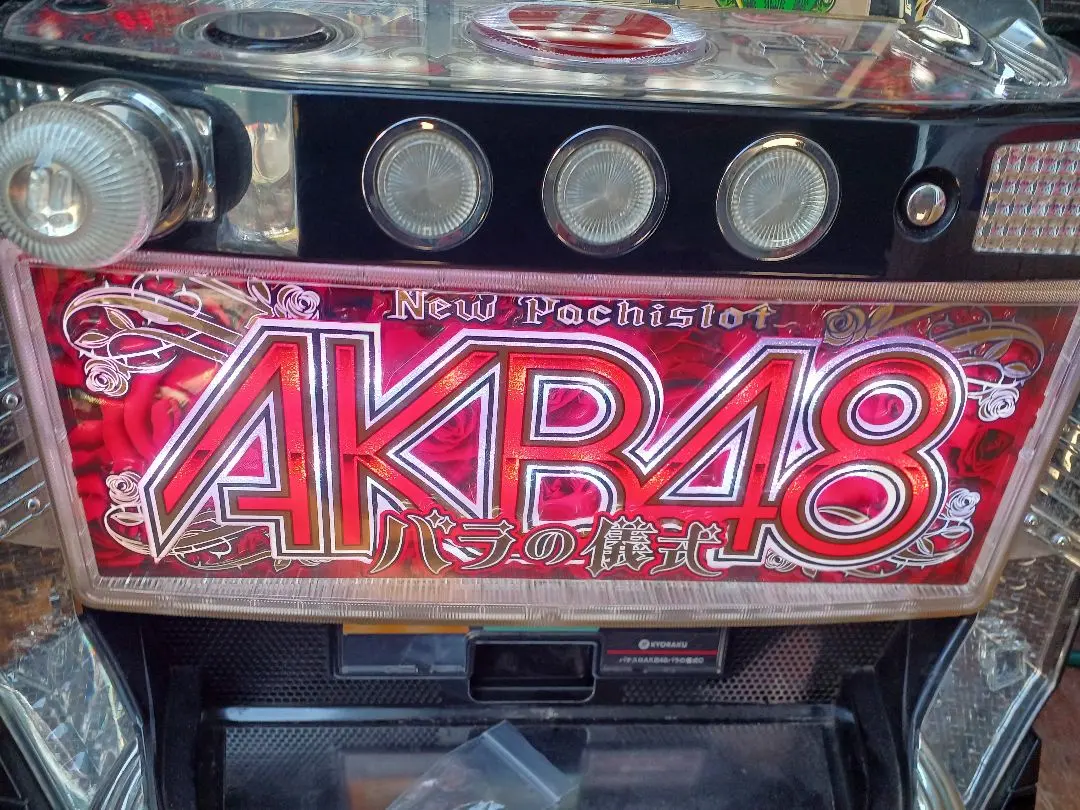 New Pachislot
AKB48
バラの儀式
KYORAKU